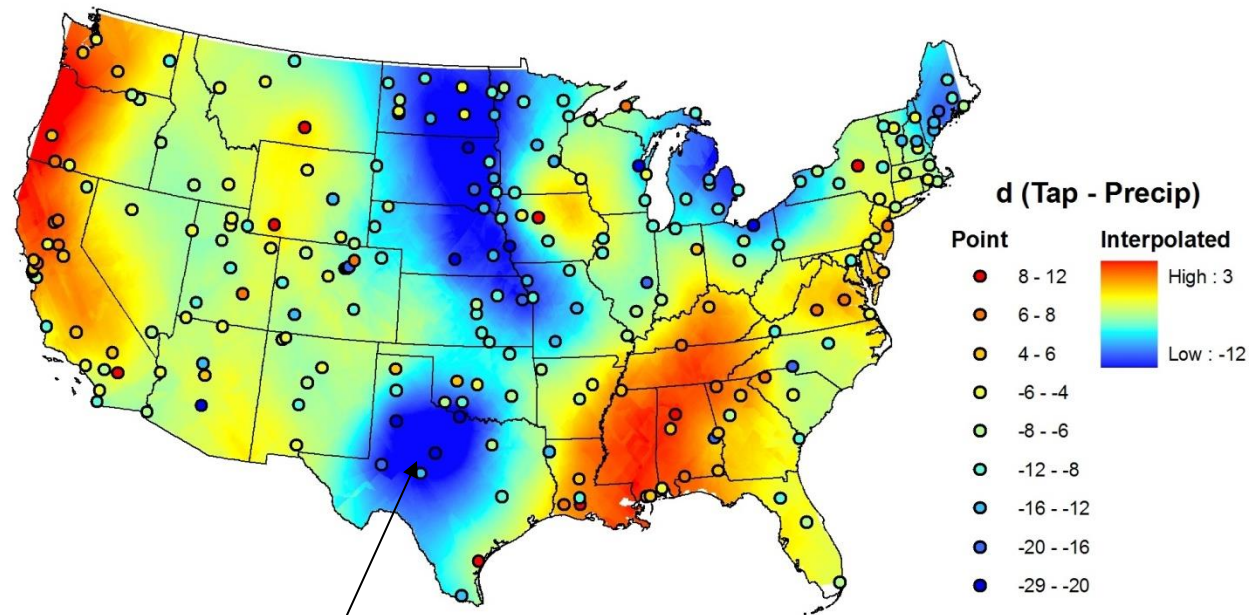 d (Tap - Precip)
Point Interpolated
8 - 12
High : 3
6 - 8
4 - 6
Low : -12
-6 - -4
-8 - -6
-12 - -8
-16 - -12
-20 - -16
-29 - -20